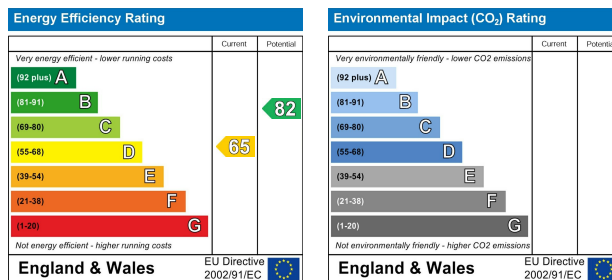 Energy Efficiency Rating
Current Potential
Very energy efficient - lower running costs
(92 plus) A
(81-91) B
82
(69-80) C
(55-68) D
65
(39-54) E
(21-38) F
(1-20) G
Not energy efficient - higher running costs
England & Wales
EU Directive
2002/91/EC
Environmental Impact (CO₂) Rating
Current Potential
Very environmentally friendly - lower CO2 emissions
(92 plus) A
(81-91) B
(69-80) C
(55-68) D
(39-54) E
(21-38) F
(1-20) G
Not environmentally friendly - higher CO2 emissions
England & Wales
EU Directive
2002/91/EC